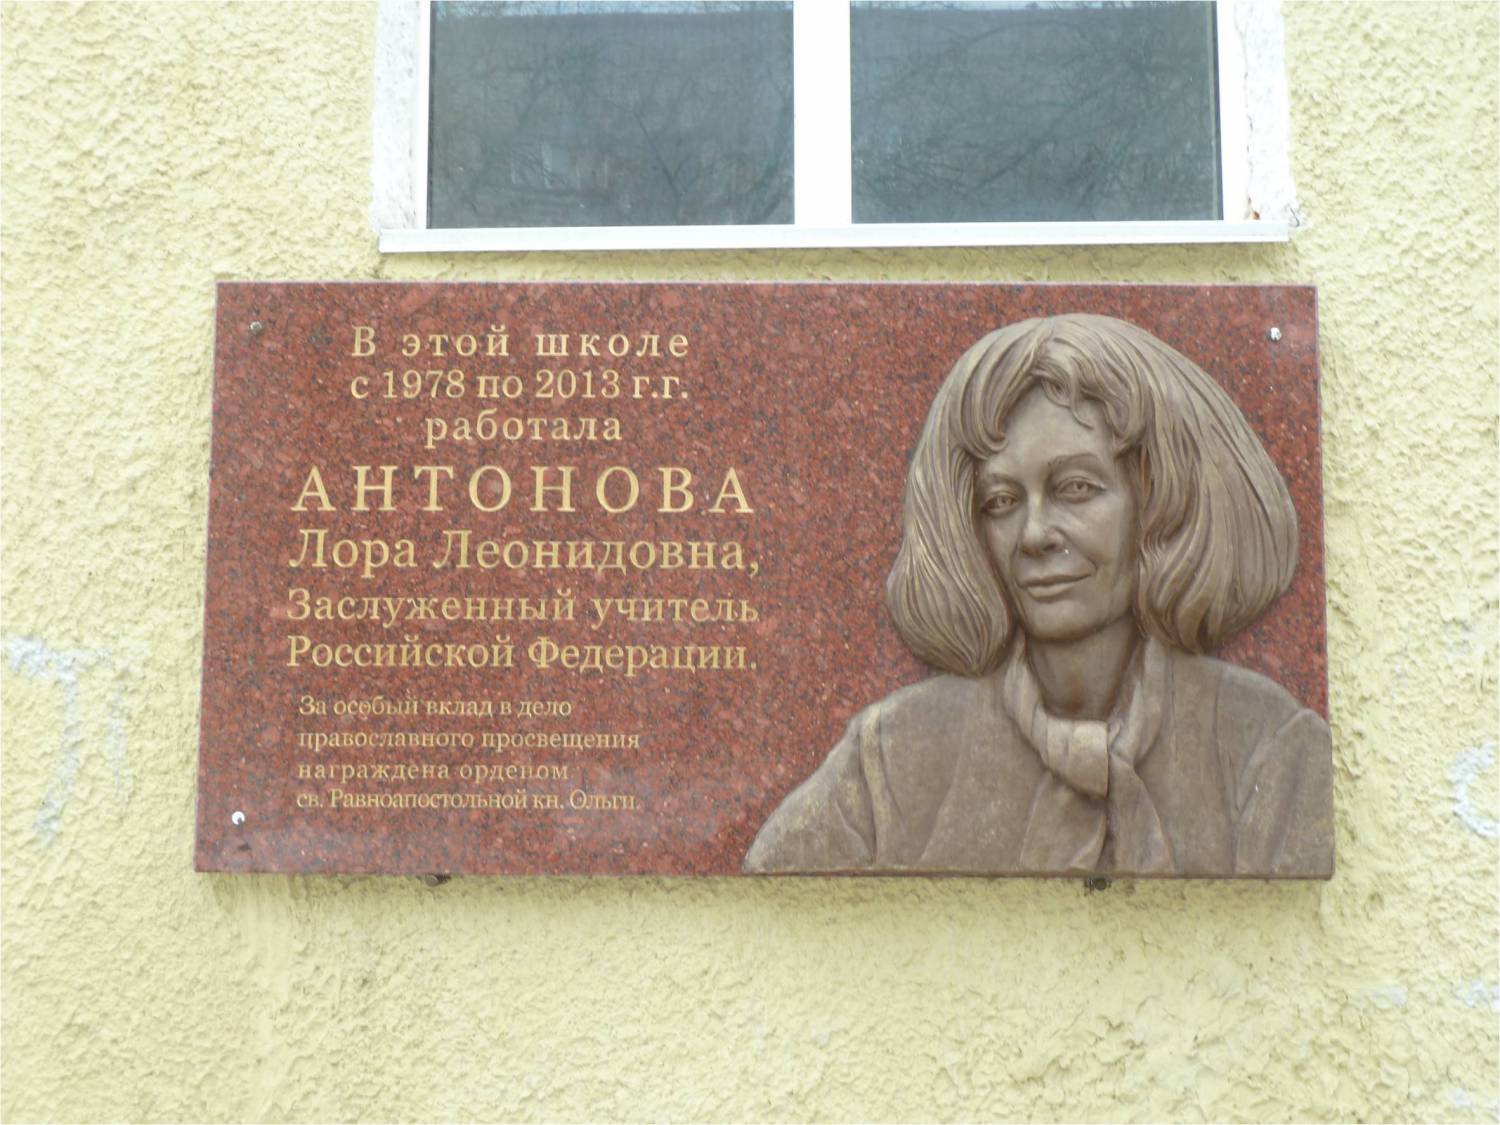 В этой школе
с 1978 по 2013 г.г.
работала
АНТОНОВА
Лора Леонидовна,
Заслуженный учитель
Российской Федерации.
За особый вклад в дело
православного просвещения
награждена орденом
св. Равноапостольной кн. Ольги.